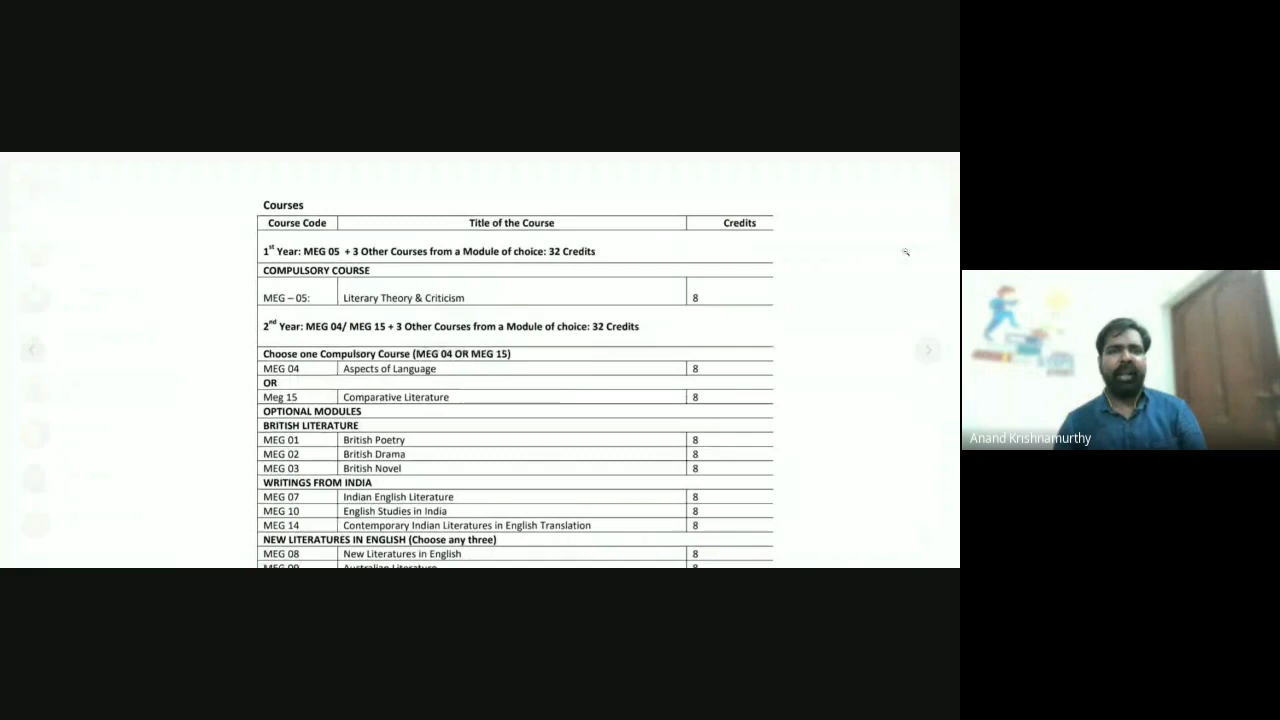 Courses
Course Code Title of the Course Credits
1st Year: MEG 05 + 3 Other Courses from a Module of choice: 32 Credits
COMPULSORY COURSE
MEG – 05: Literary Theory & Criticism 8
2nd Year: MEG 04/ MEG 15 + 3 Other Courses from a Module of choice: 32 Credits
Choose one Compulsory Course (MEG 04 OR MEG 15)
MEG 04 Aspects of Language 8
OR
Meg 15 Comparative Literature 8
OPTIONAL MODULES
BRITISH LITERATURE
MEG 01 British Poetry 8
MEG 02 British Drama 8
MEG 03 British Novel 8
WRITINGS FROM INDIA
MEG 07 Indian English Literature 8
MEG 10 English Studies in India 8
MEG 14 Contemporary Indian Literatures in English Translation 8
NEW LITERATURES IN ENGLISH (Choose any three)
MEG 08 New Literatures in English 8
MEG 09 Australian Literature 8
Anand Krishnamurthy